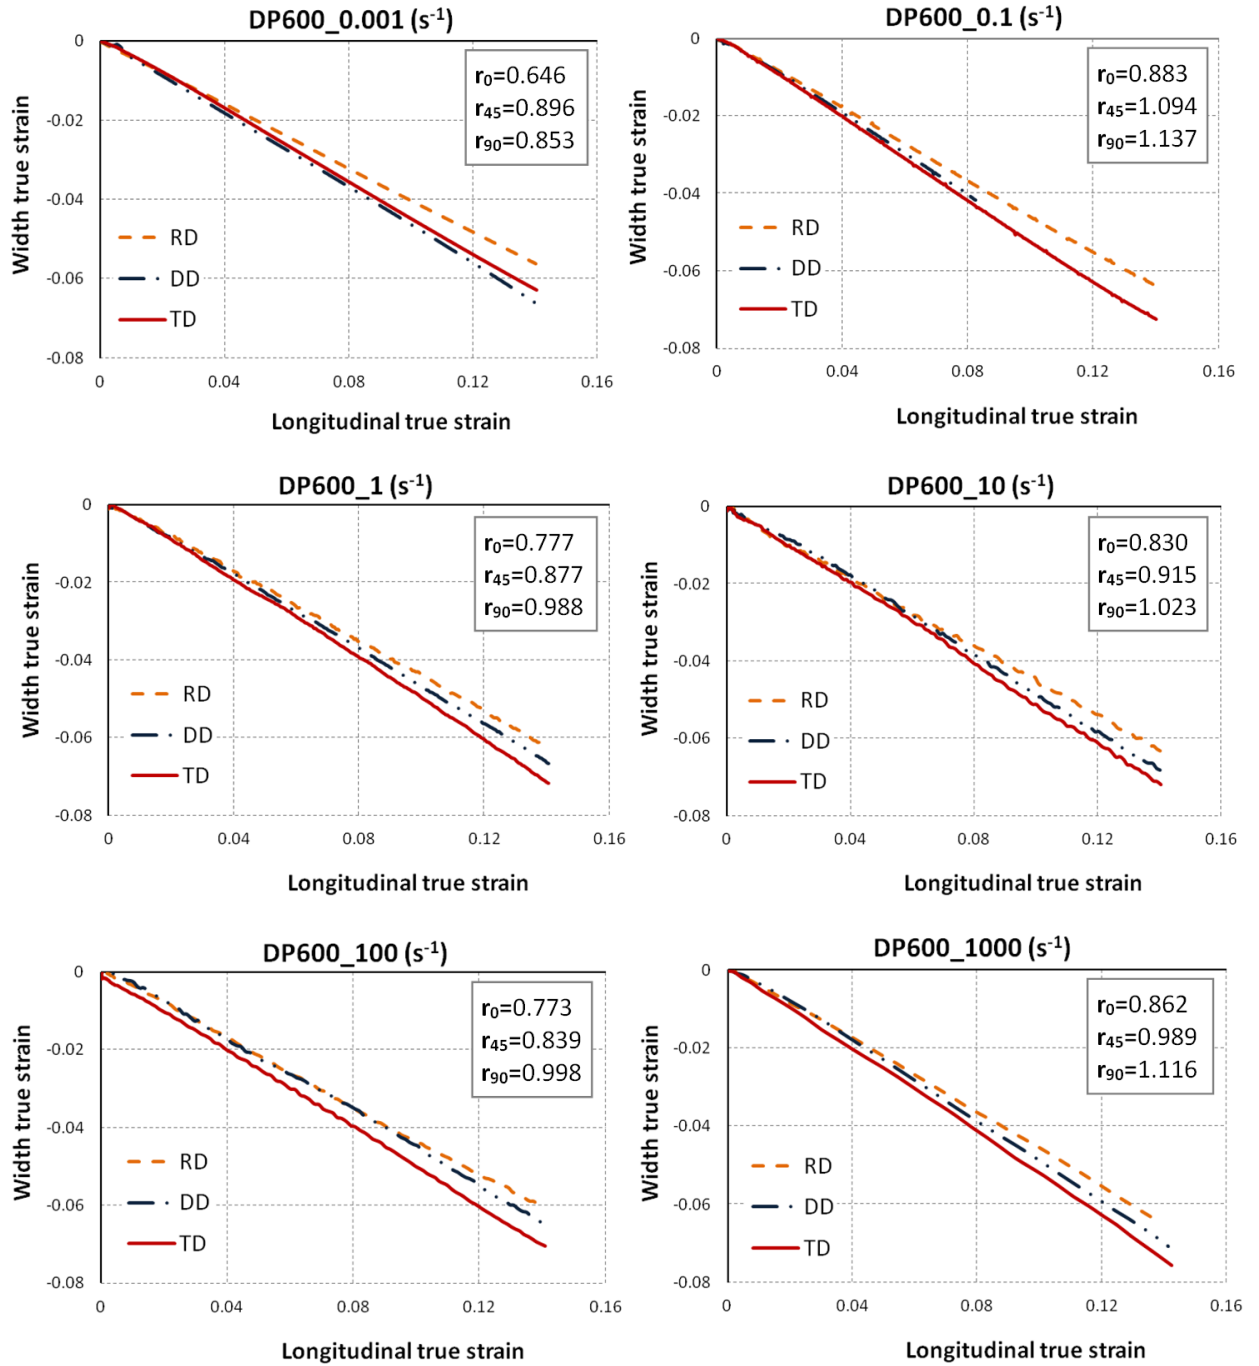 DP600_0.001 (s⁻¹)
r₀=0.646
r₄₅=0.896
r₉₀=0.853
0
-0.02
-0.04
-0.06
-0.08
Width true strain
RD
DD
TD
0
0.04
0.08
0.12
0.16
Longitudinal true strain
DP600_0.1 (s⁻¹)
r₀=0.883
r₄₅=1.094
r₉₀=1.137
0
-0.02
-0.04
-0.06
-0.08
Width true strain
RD
DD
TD
0
0.04
0.08
0.12
0.16
Longitudinal true strain
DP600_1 (s⁻¹)
r₀=0.777
r₄₅=0.877
r₉₀=0.988
0
-0.02
-0.04
-0.06
-0.08
Width true strain
RD
DD
TD
0
0.04
0.08
0.12
0.16
Longitudinal true strain
DP600_10 (s⁻¹)
r₀=0.830
r₄₅=0.915
r₉₀=1.023
0
-0.02
-0.04
-0.06
-0.08
Width true strain
RD
DD
TD
0
0.04
0.08
0.12
0.16
Longitudinal true strain
DP600_100 (s⁻¹)
r₀=0.773
r₄₅=0.839
r₉₀=0.998
0
-0.02
-0.04
-0.06
-0.08
Width true strain
RD
DD
TD
0
0.04
0.08
0.12
0.16
Longitudinal true strain
DP600_1000 (s⁻¹)
r₀=0.862
r₄₅=0.989
r₉₀=1.116
0
-0.02
-0.04
-0.06
-0.08
Width true strain
RD
DD
TD
0
0.04
0.08
0.12
0.16
Longitudinal true strain